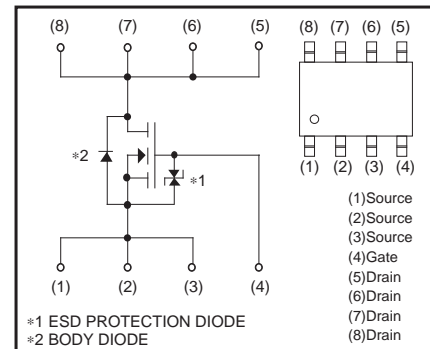 (8) (7) (6) (5)
*2
*1
(1) (2) (3) (4)
*1 ESD PROTECTION DIODE
*2 BODY DIODE
(8) (7) (6) (5)
(1) (2) (3) (4)
(1)Source
(2)Source
(3)Source
(4)Gate
(5)Drain
(6)Drain
(7)Drain
(8)Drain